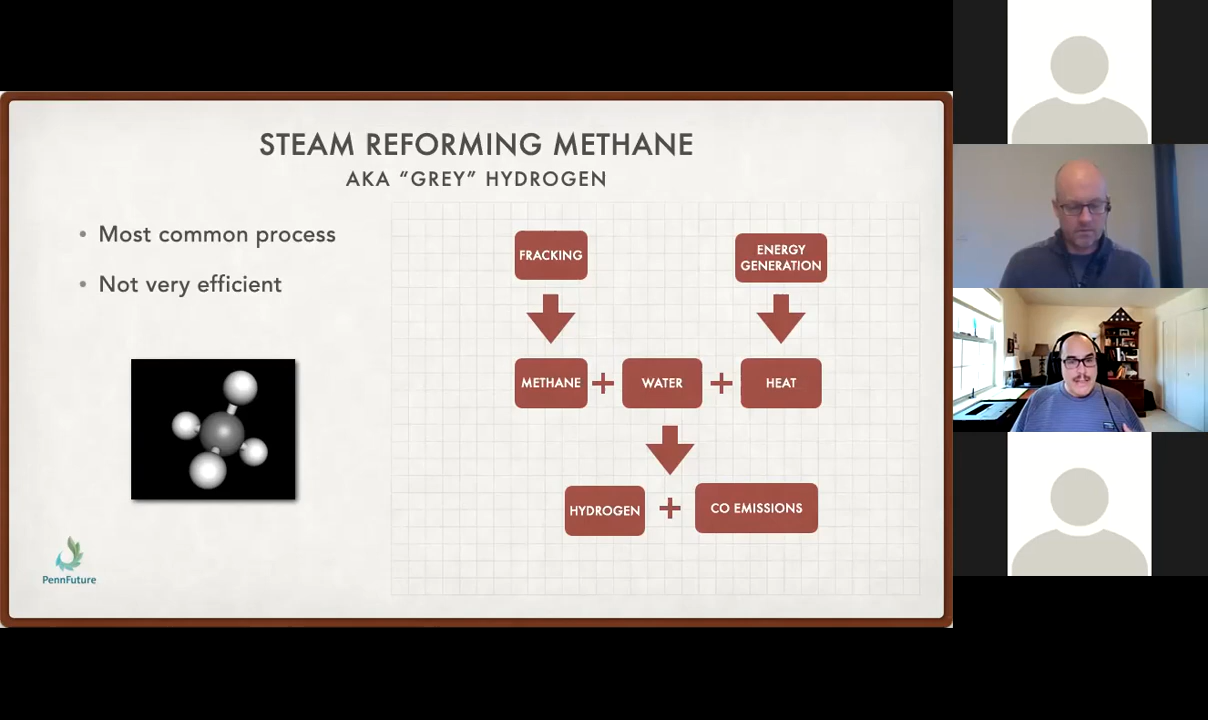 STEAM REFORMING METHANE
AKA “GREY” HYDROGEN
• Most common process
• Not very efficient
FRACKING
ENERGY
GENERATION
METHANE + WATER + HEAT
HYDROGEN + CO EMISSIONS
PennFuture